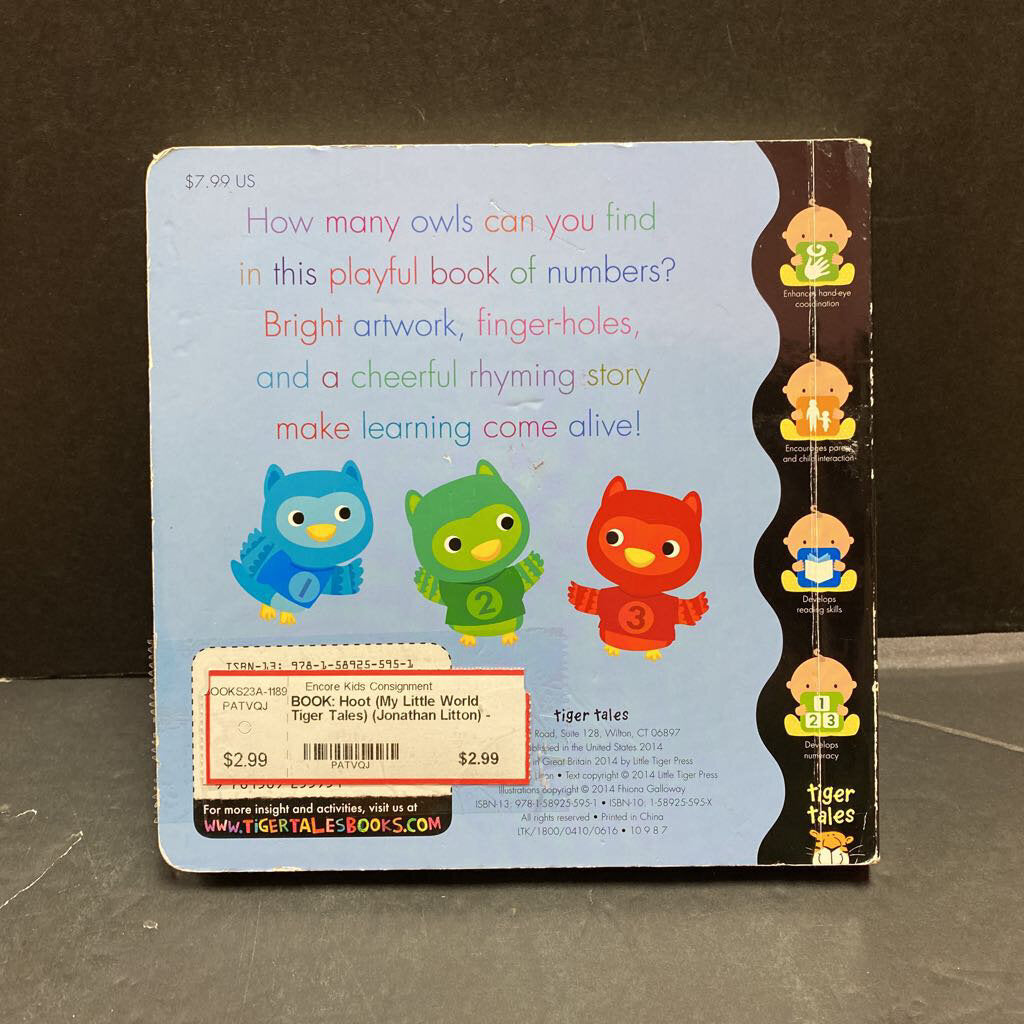 $7.99 US
How many owls can you find
in this playful book of numbers?
Bright artwork, finger-holes,
and a cheerful rhyming story
make learning come alive!
1
2
3
ISBN-13: 978-1-58925-595-1
OOKS23A-1189
PATVQJ
$2.99
Encore Kids Consignment
BOOK: Hoot (My Little World
Tiger Tales) (Jonathan Litton) -
PATVQJ
$2.99
For more insight and activities, visit us at
WWW.TiGERTALESBOOKS.COM
tiger tales
Road, Suite 128, Wilton, CT 06897
in the United States 2014
in Great Britain 2014 by Little Tiger Press
• Text copyright © 2014 Little Tiger Press
Illustrations copyright © 2014 Fhiona Galloway
ISBN-13: 978-1-58925-595-1 • ISBN-10: 1-58925-595-X
All rights reserved • Printed in China
LTK/1800/0410/0616 • 10 9 8 7
Enhances hand-eye
coordination
Encourages parent
and child interaction
Develops
reading skills
1
2 3
Develops
numeracy
tiger
tales